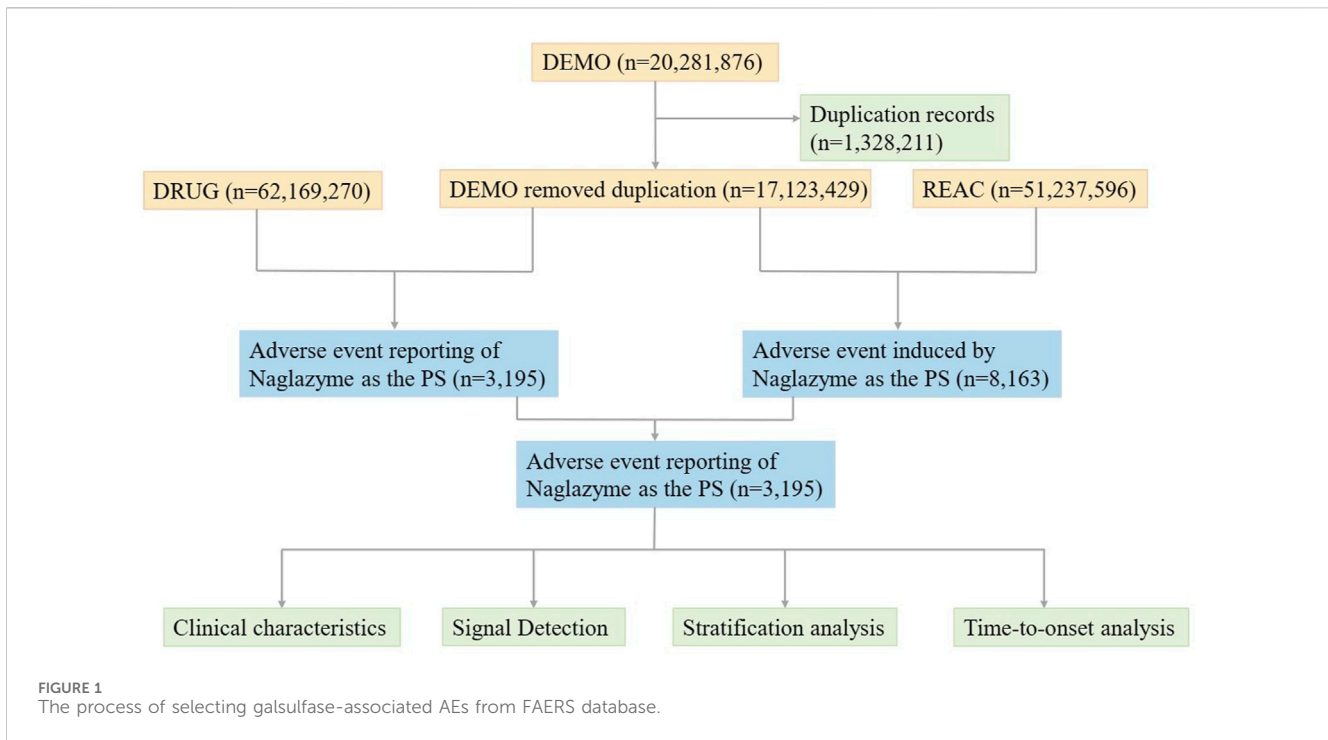 DEMO (n=20,281,876)
Duplication records
(n=1,328,211)
DRUG (n=62,169,270)
DEMO removed duplication (n=17,123,429)
REAC (n=51,237,596)
Adverse event reporting of
Naglazyme as the PS (n=3,195)
Adverse event induced by
Naglazyme as the PS (n=8,163)
Adverse event reporting of
Naglazyme as the PS (n=3,195)
Clinical characteristics
Signal Detection
Stratification analysis
Time-to-onset analysis
FIGURE 1
The process of selecting galsulfase-associated AEs from FAERS database.